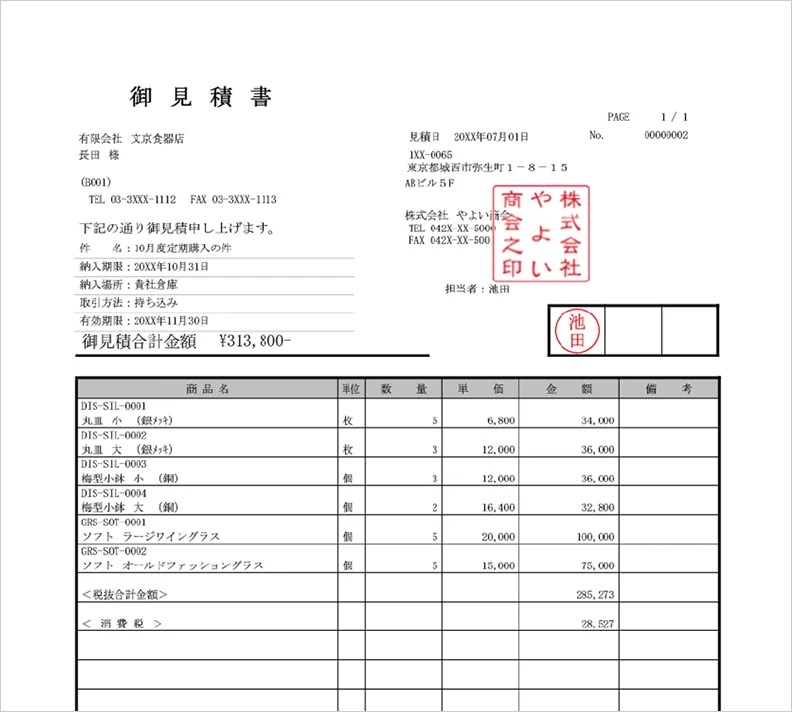 御見積書
PAGE 1 / 1
見積日 20XX年07月01日 No. 00000002
有限会社 文京食器店
長田 様
(B001)
TEL 03-3XXX-1112 FAX 03-3XXX-1113
1XX-0065
東京都城西市弥生町１－８－１５
ABビル５F
株式会社 やよい商会
TEL 042X-XX-5000
FAX 042X-XX-5001
株式会社
やよい
商会之印
担当者：池田
下記の通り御見積申し上げます。
件 名：10月度定期購入の件
納入期限：20XX年10月31日
納入場所：貴社倉庫
取引方法：持ち込み
有効期限：20XX年11月30日
御見積合計金額 ¥313,800-
池田
商品名 単位 数 量 単 価 金 額 備 考
DIS-SIL-0001
丸皿 小 (銀ﾒｯｷ) 枚 5 6,800 34,000
DIS-SIL-0002
丸皿 大 (銀ﾒｯｷ) 枚 3 12,000 36,000
DIS-SIL-0003
梅型小鉢 小 (銅) 個 3 12,000 36,000
DIS-SIL-0004
梅型小鉢 大 (銅) 個 2 16,400 32,800
GRS-SOT-0001
ソフト ラージワイングラス 個 5 20,000 100,000
GRS-SOT-0002
ソフト オールドファッショングラス 個 5 15,000 75,000
＜税抜合計金額＞ 285,273
＜ 消 費 税 ＞ 28,527